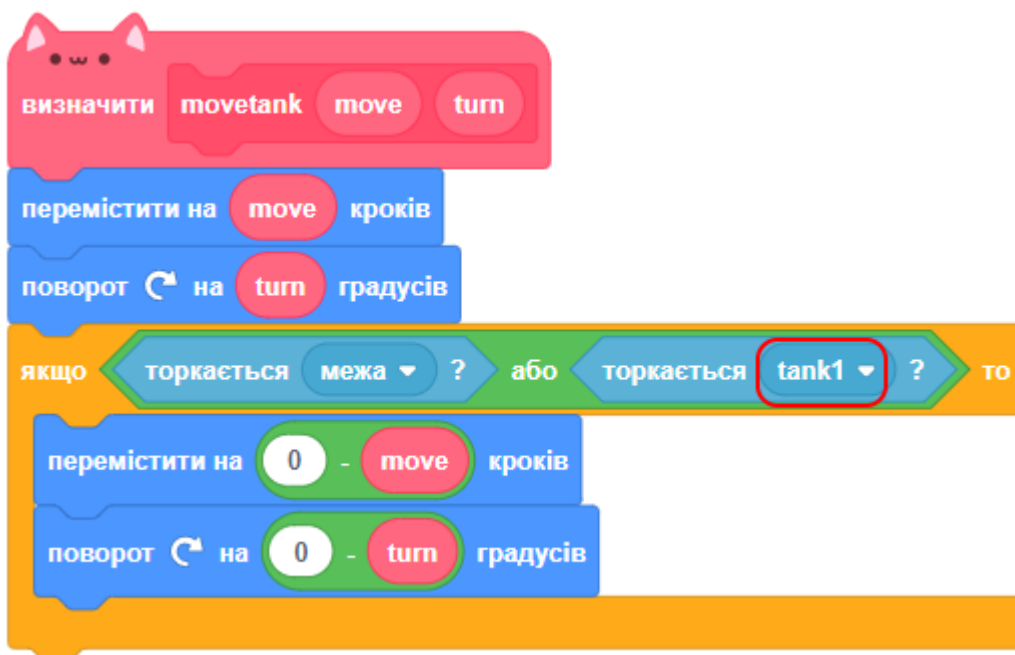 визначити movetank move turn
перемістити на move кроків
поворот на turn градусів
якщо торкається межа ? або торкається tank1 ? то
перемістити на 0 - move кроків
поворот на 0 - turn градусів